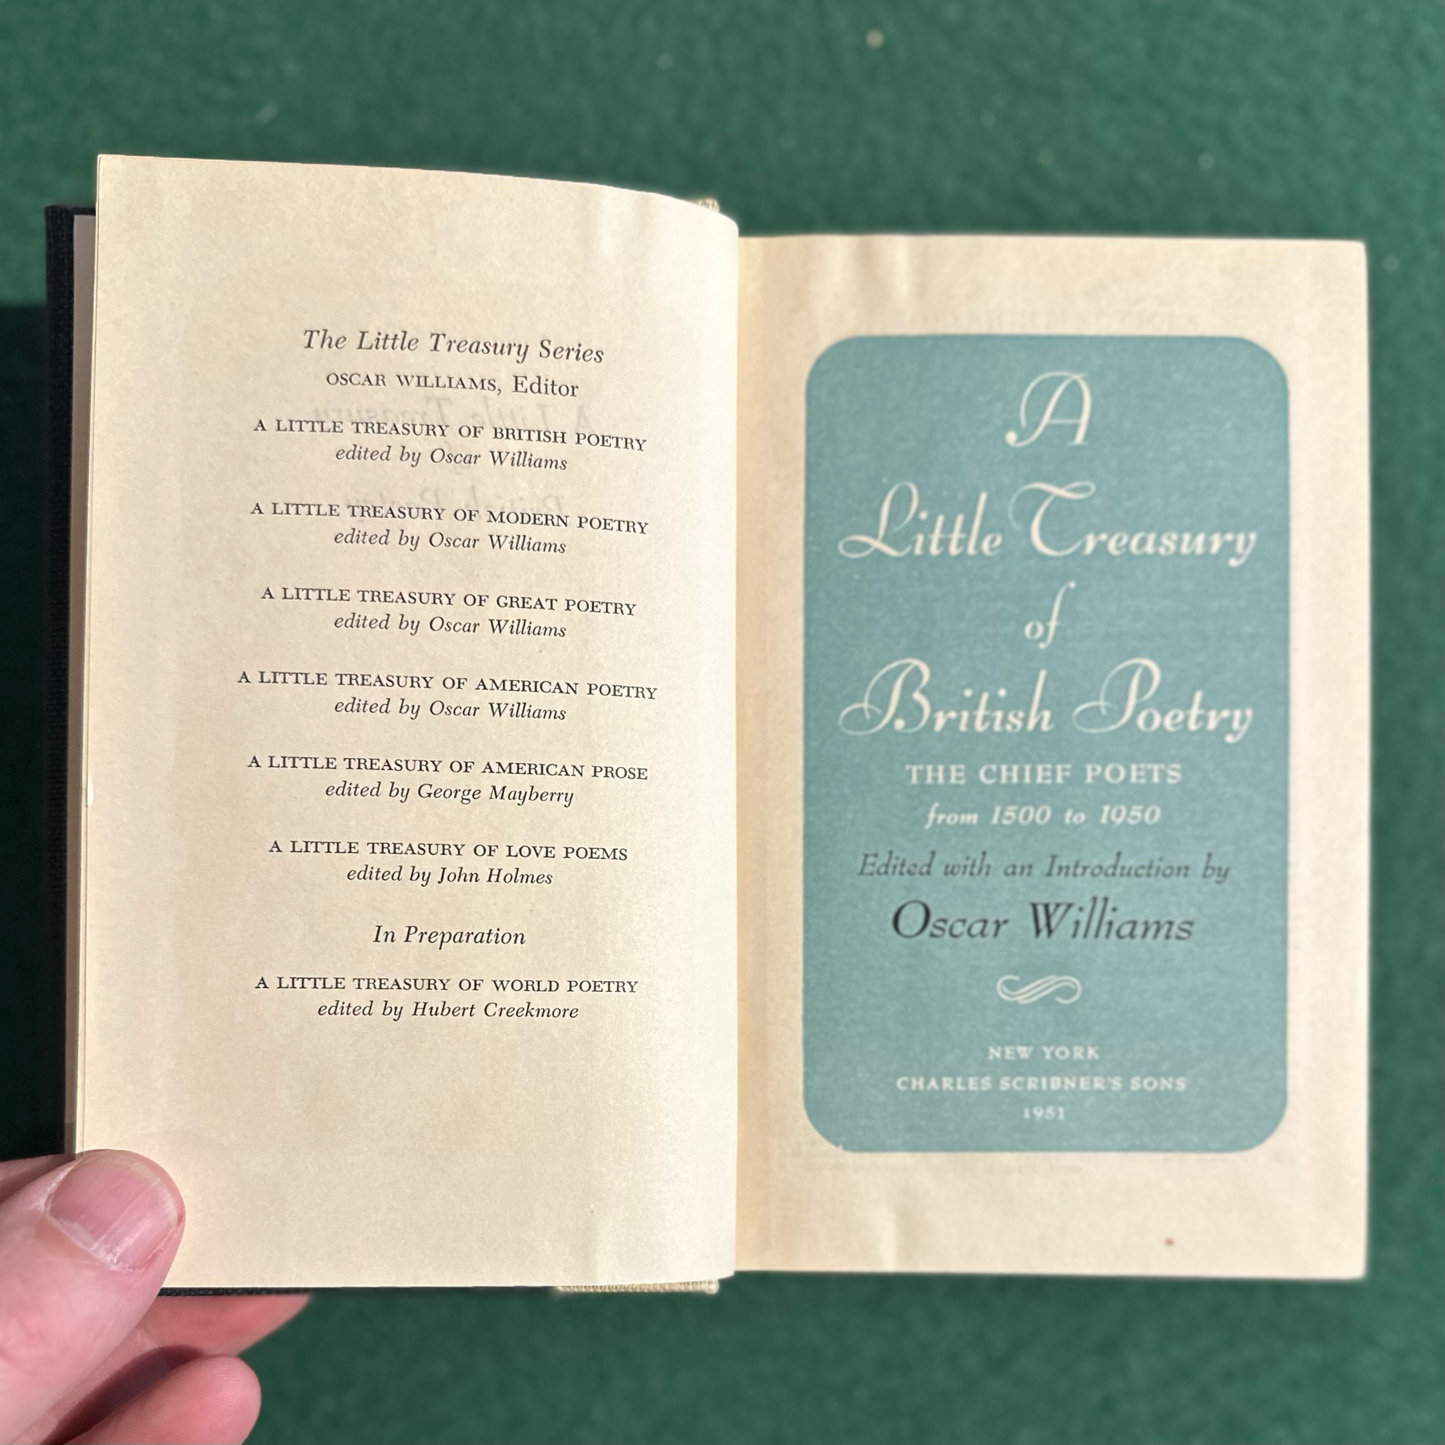 The Little Treasury Series
OSCAR WILLIAMS, Editor
A LITTLE TREASURY OF BRITISH POETRY
edited by Oscar Williams
A LITTLE TREASURY OF MODERN POETRY
edited by Oscar Williams
A LITTLE TREASURY OF GREAT POETRY
edited by Oscar Williams
A LITTLE TREASURY OF AMERICAN POETRY
edited by Oscar Williams
A LITTLE TREASURY OF AMERICAN PROSE
edited by George Mayberry
A LITTLE TREASURY OF LOVE POEMS
edited by John Holmes
In Preparation
A LITTLE TREASURY OF WORLD POETRY
edited by Hubert Creekmore
A
Little Treasury
of
British Poetry
THE CHIEF POETS
from 1500 to 1950
Edited with an Introduction by
Oscar Williams
NEW YORK
CHARLES SCRIBNER'S SONS
1951